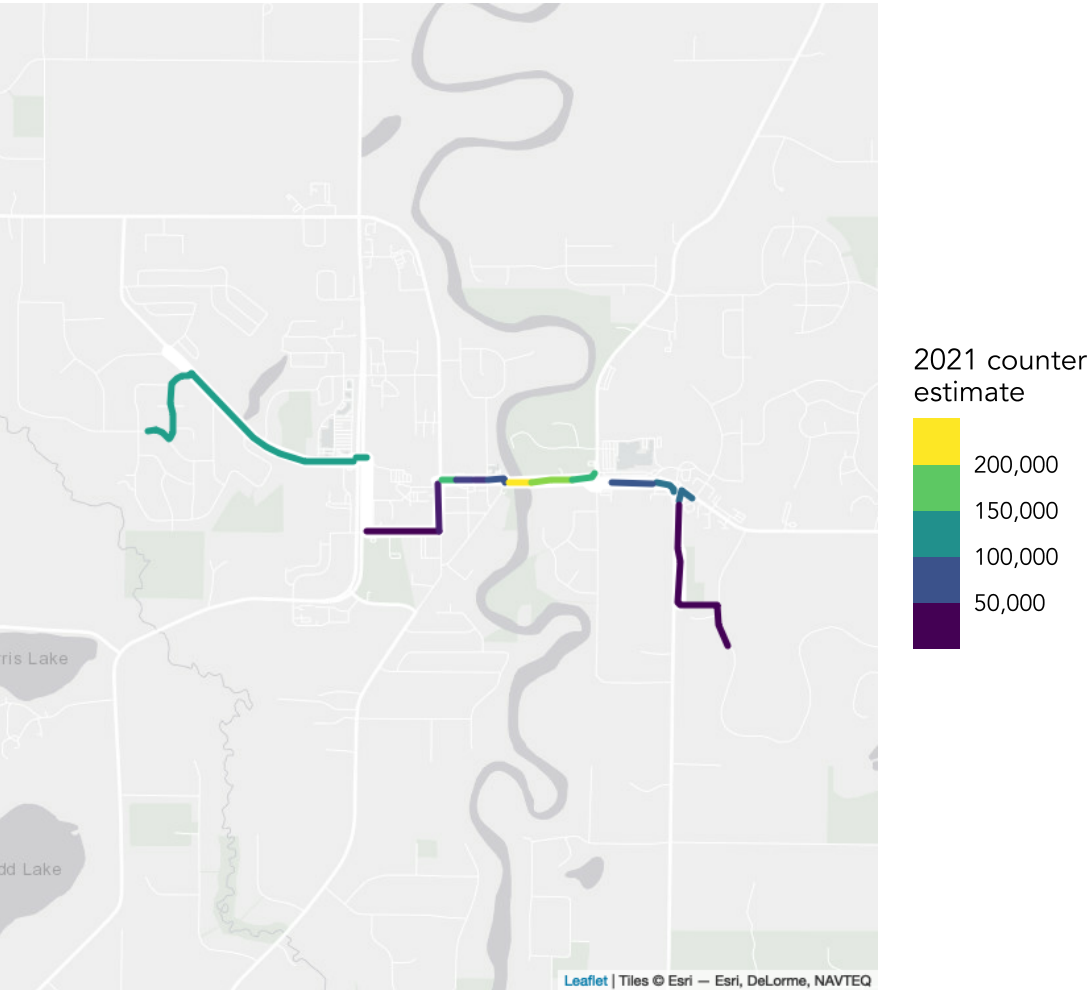 2021 counter
estimate
200,000
150,000
100,000
50,000
ris Lake
dd Lake
Leaflet | Tiles © Esri — Esri, DeLorme, NAVTEQ